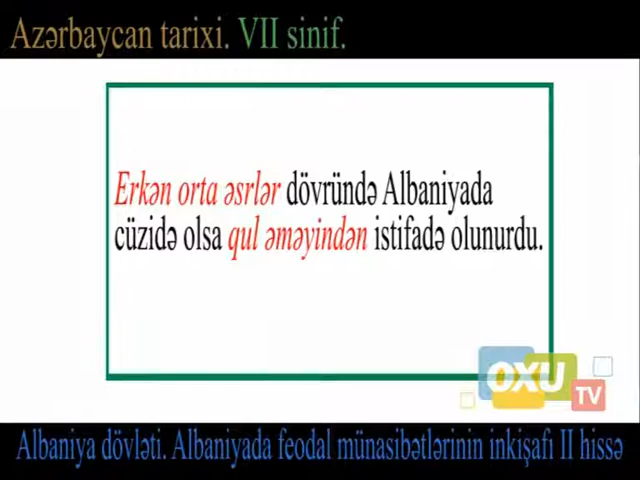 Azərbaycan tarixi. VII sinif.
Erkən orta əsrlər dövründə Albaniyada
cüzidə olsa qul əməyindən istifadə olunurdu.
OXU
TV
Albaniya dövləti. Albaniyada feodal münasibətlərinin inkişafı II hissə